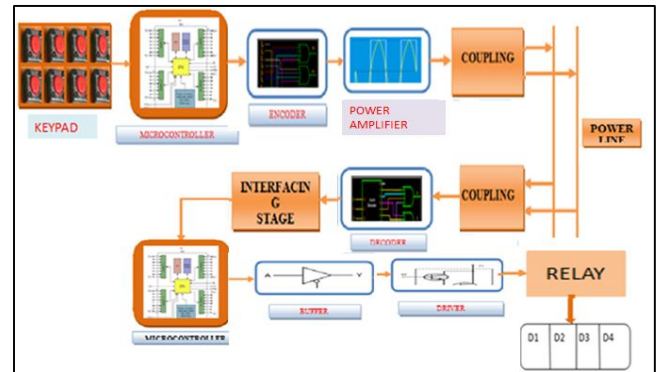 KEYPAD
MICROCONTROLLER
ENCODER
POWER
AMPLIFIER
COUPLING
POWER
LINE
INTERFACIN
G
STAGE
DECODER
COUPLING
MICROCONTROLLER
A
Y
BUFFER
DRIVER
RELAY
D1 D2 D3 D4